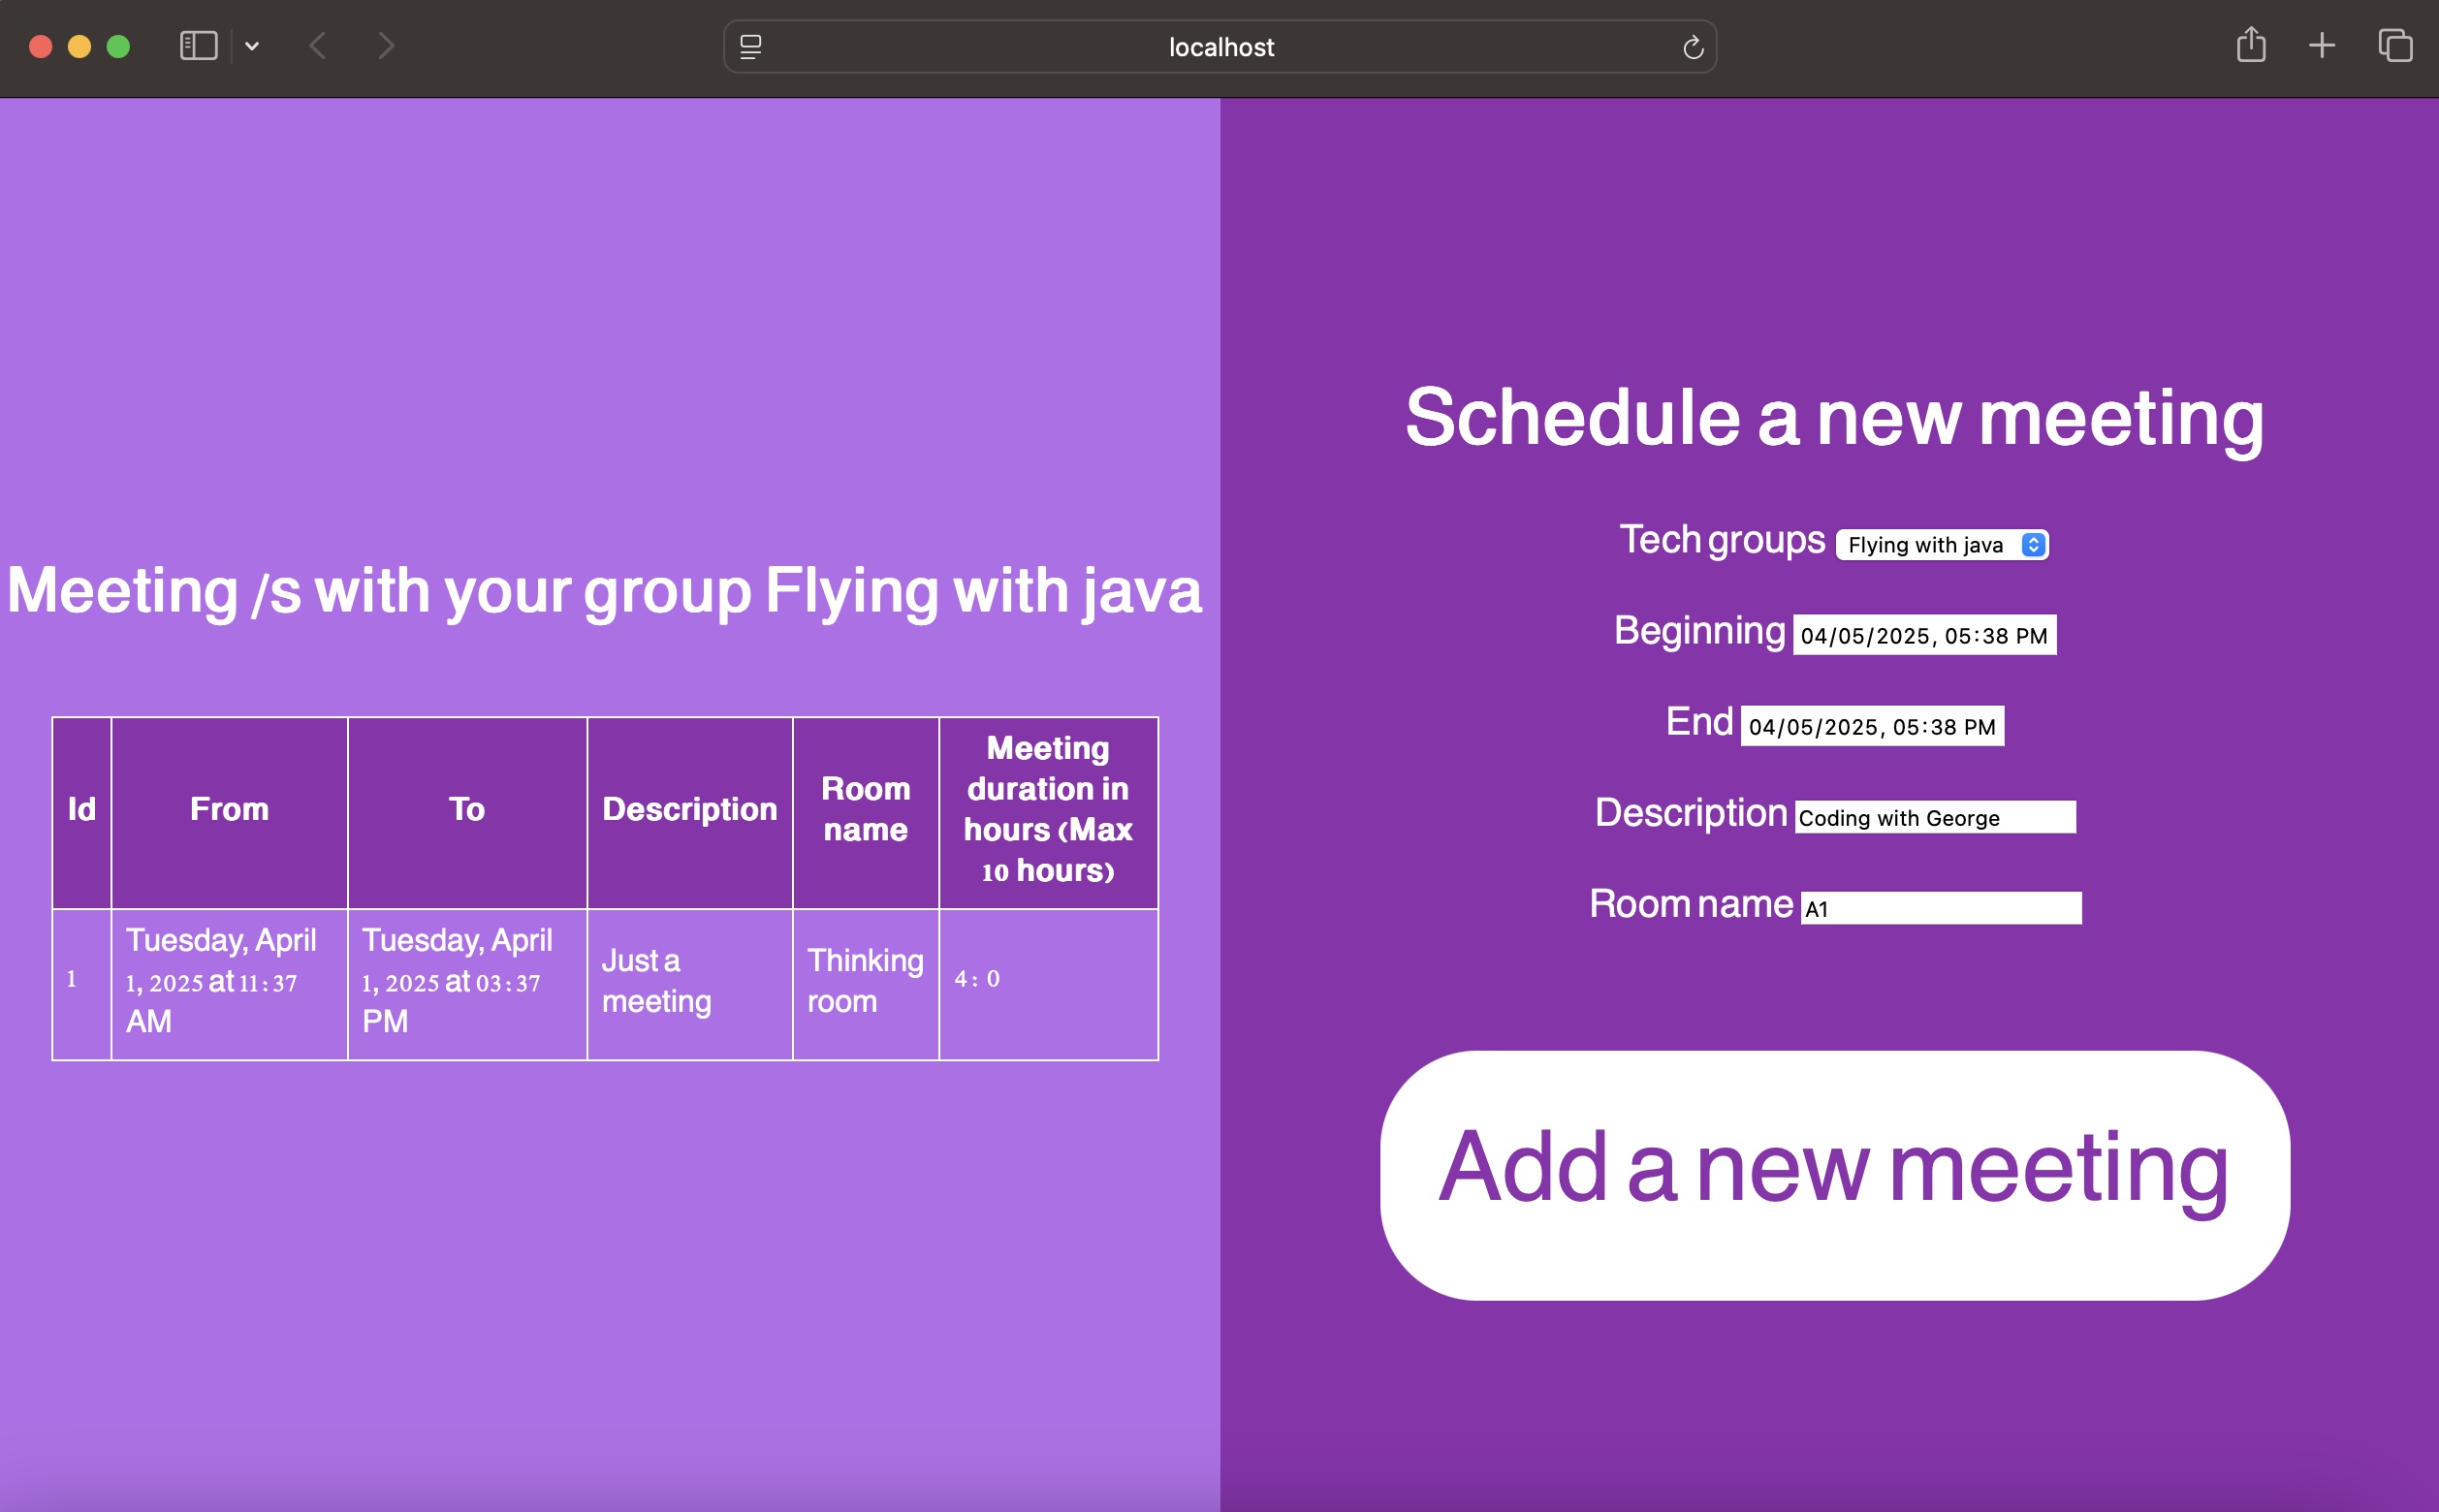 localhost
Meeting /s with your group Flying with java
Id
From
To
Description
Room
name
Meeting
duration in
hours (Max
10 hours)
1
Tuesday, April
1, 2025 at 11:37
AM
Tuesday, April
1, 2025 at 03:37
PM
Just a
meeting
Thinking
room
4: 0
Schedule a new meeting
Tech groups Flying with java
Beginning 04/05/2025, 05:38 PM
End 04/05/2025, 05:38 PM
Description Coding with George
Room name A1
Add a new meeting